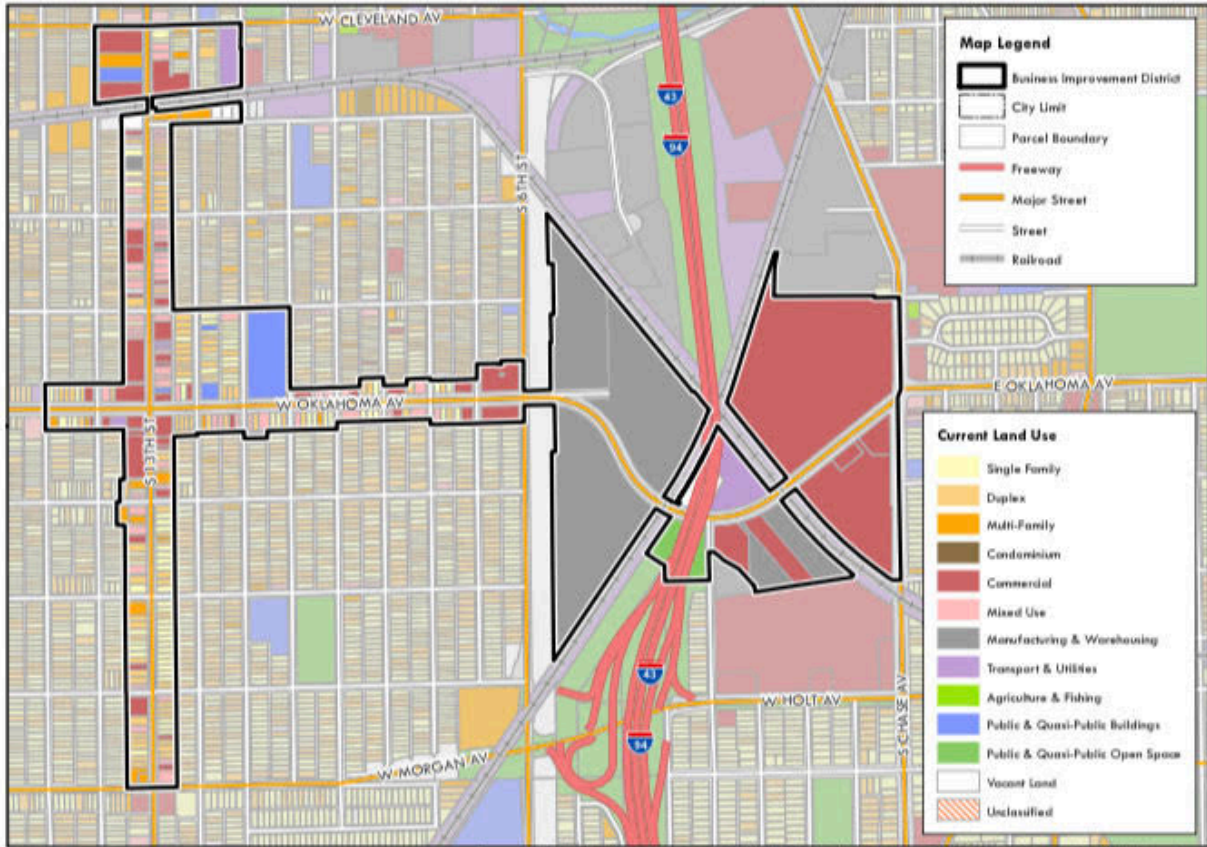 W CLEVELAND AV
43
94
S 6TH ST
W OKLAHOMA AV
S 13TH ST
E OKLAHOMA AV
43
94
W HOLT AV
S CHASE AV
W MORGAN AV
Map Legend
Business Improvement District
City Limit
Parcel Boundary
Freeway
Major Street
Street
Railroad
Current Land Use
Single Family
Duplex
Multi-Family
Condominium
Commercial
Mixed Use
Manufacturing & Warehousing
Transport & Utilities
Agriculture & Fishing
Public & Quasi-Public Buildings
Public & Quasi-Public Open Space
Vacant Land
Unclassified